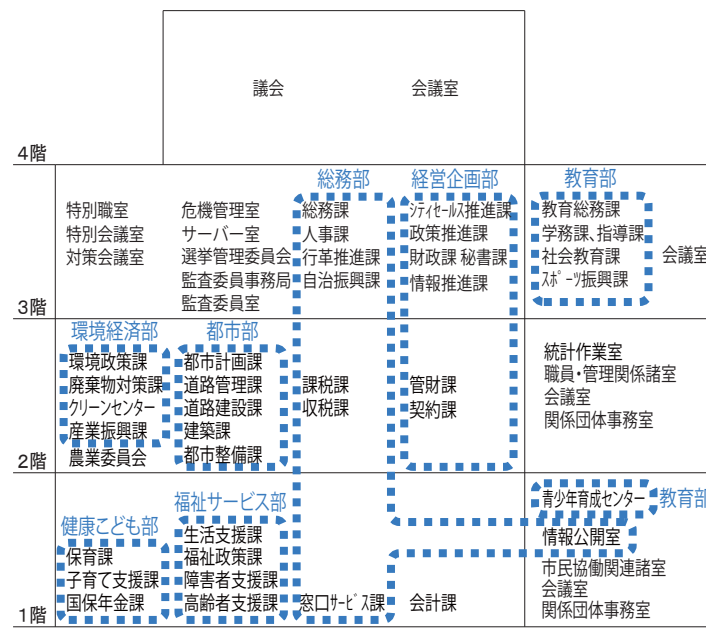 議会
会議室
4階
総務部
経営企画部
教育部
特別職室
特別会議室
対策会議室
危機管理室
サーバー室
選挙管理委員会
監査委員事務局
監査委員室
総務課
人事課
行革推進課
自治振興課
シティセールス推進課
政策推進課
財政課 秘書課
情報推進課
教育総務課
学務課、指導課
社会教育課
スポーツ振興課
会議室
3階
環境経済部
都市部
環境政策課
廃棄物対策課
クリーンセンター
産業振興課
農業委員会
都市計画課
道路管理課
道路建設課
建築課
都市整備課
課税課
収税課
管財課
契約課
統計作業室
職員・管理関係諸室
会議室
関係団体事務室
2階
健康こども部
福祉サービス部
保育課
子育て支援課
国保年金課
生活支援課
福祉政策課
障害者支援課
高齢者支援課
窓口サービス課
会計課
青少年育成センター
教育部
情報公開室
市民協働関連諸室
会議室
関係団体事務室
1階